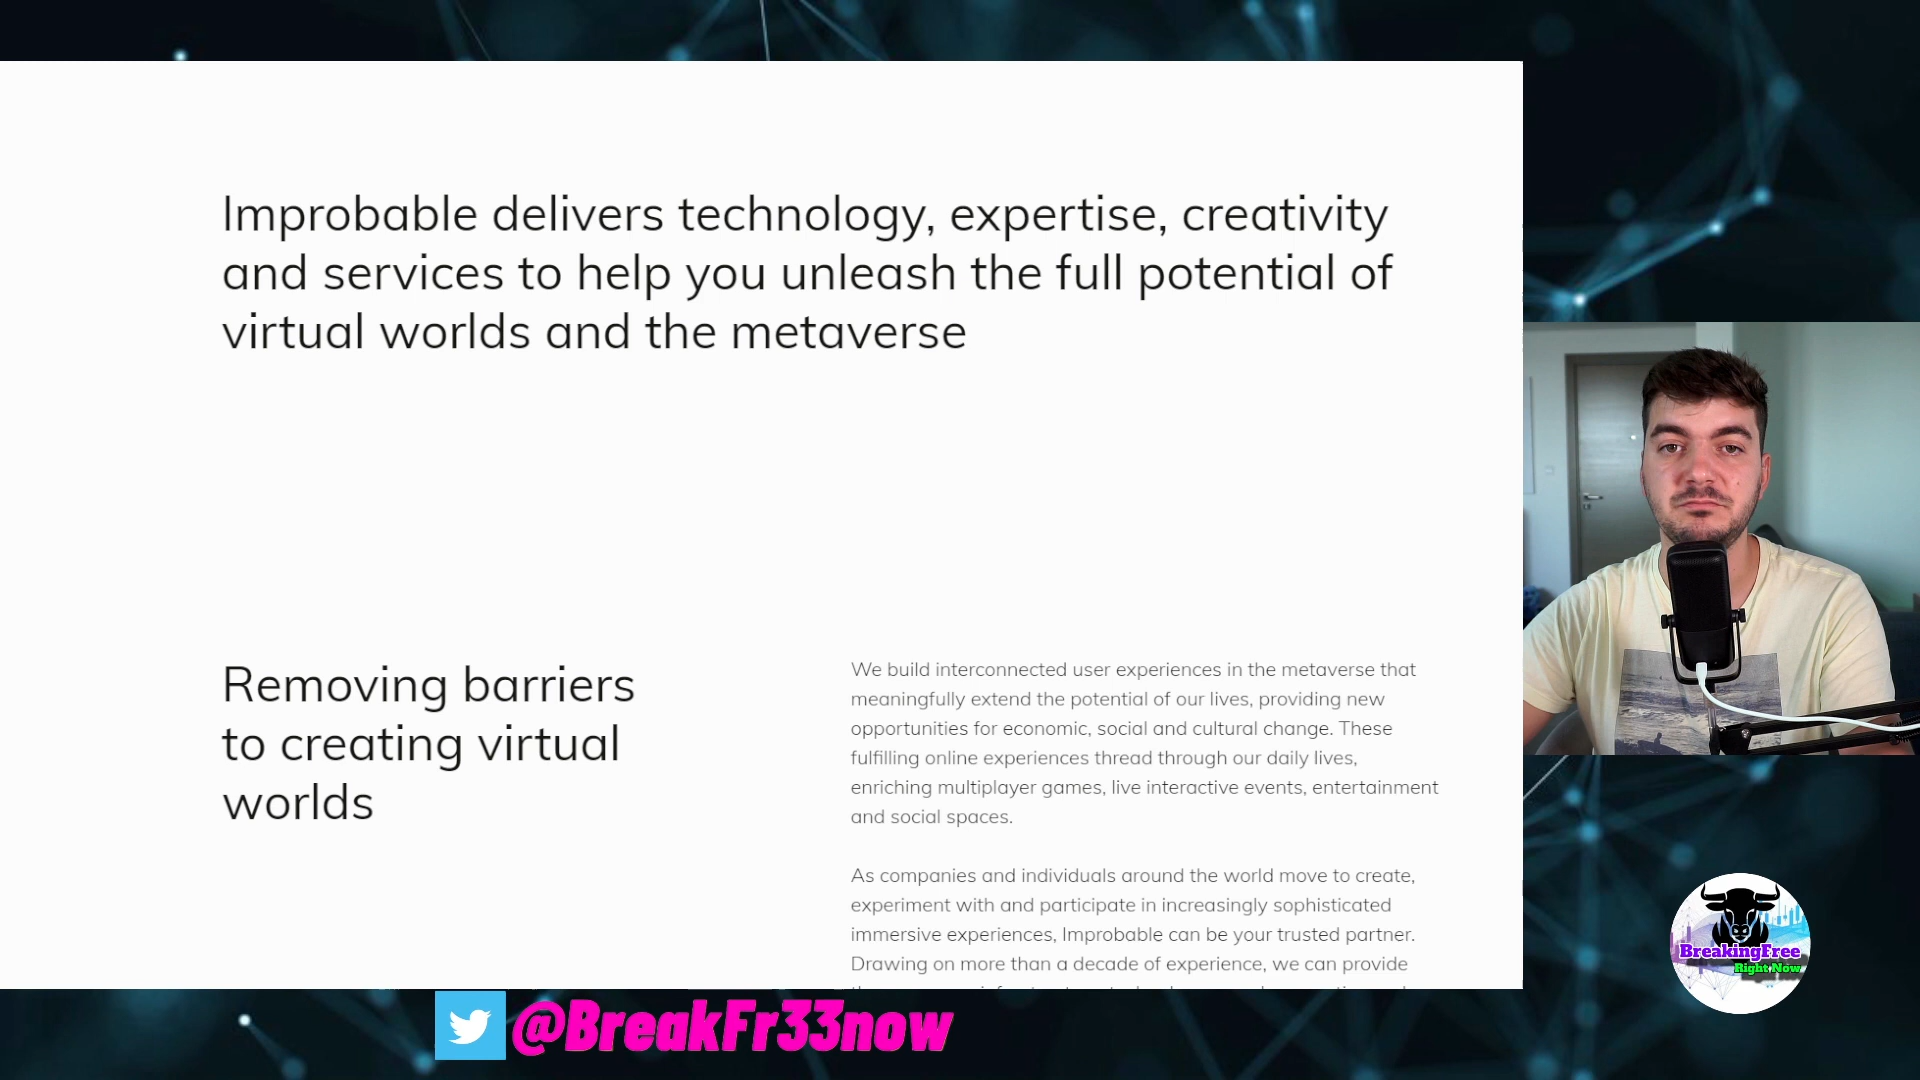 Improbable delivers technology, expertise, creativity
and services to help you unleash the full potential of
virtual worlds and the metaverse
Removing barriers
to creating virtual
worlds
We build interconnected user experiences in the metaverse that
meaningfully extend the potential of our lives, providing new
opportunities for economic, social and cultural change. These
fulfilling online experiences thread through our daily lives,
enriching multiplayer games, live interactive events, entertainment
and social spaces.
As companies and individuals around the world move to create,
experiment with and participate in increasingly sophisticated
immersive experiences, Improbable can be your trusted partner.
Drawing on more than a decade of experience, we can provide
BreakingFree
Right Now
@BreakFr33now